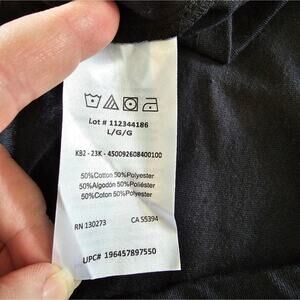 Lot # 112344186
L/G/G
KB2 - 23K - 450092608400100
50%Cotton 50%Polyester
50%Algodón 50%Poliéster
50%Coton 50%Polyester
RN 130273 CA 55394
UPC# 196457897550